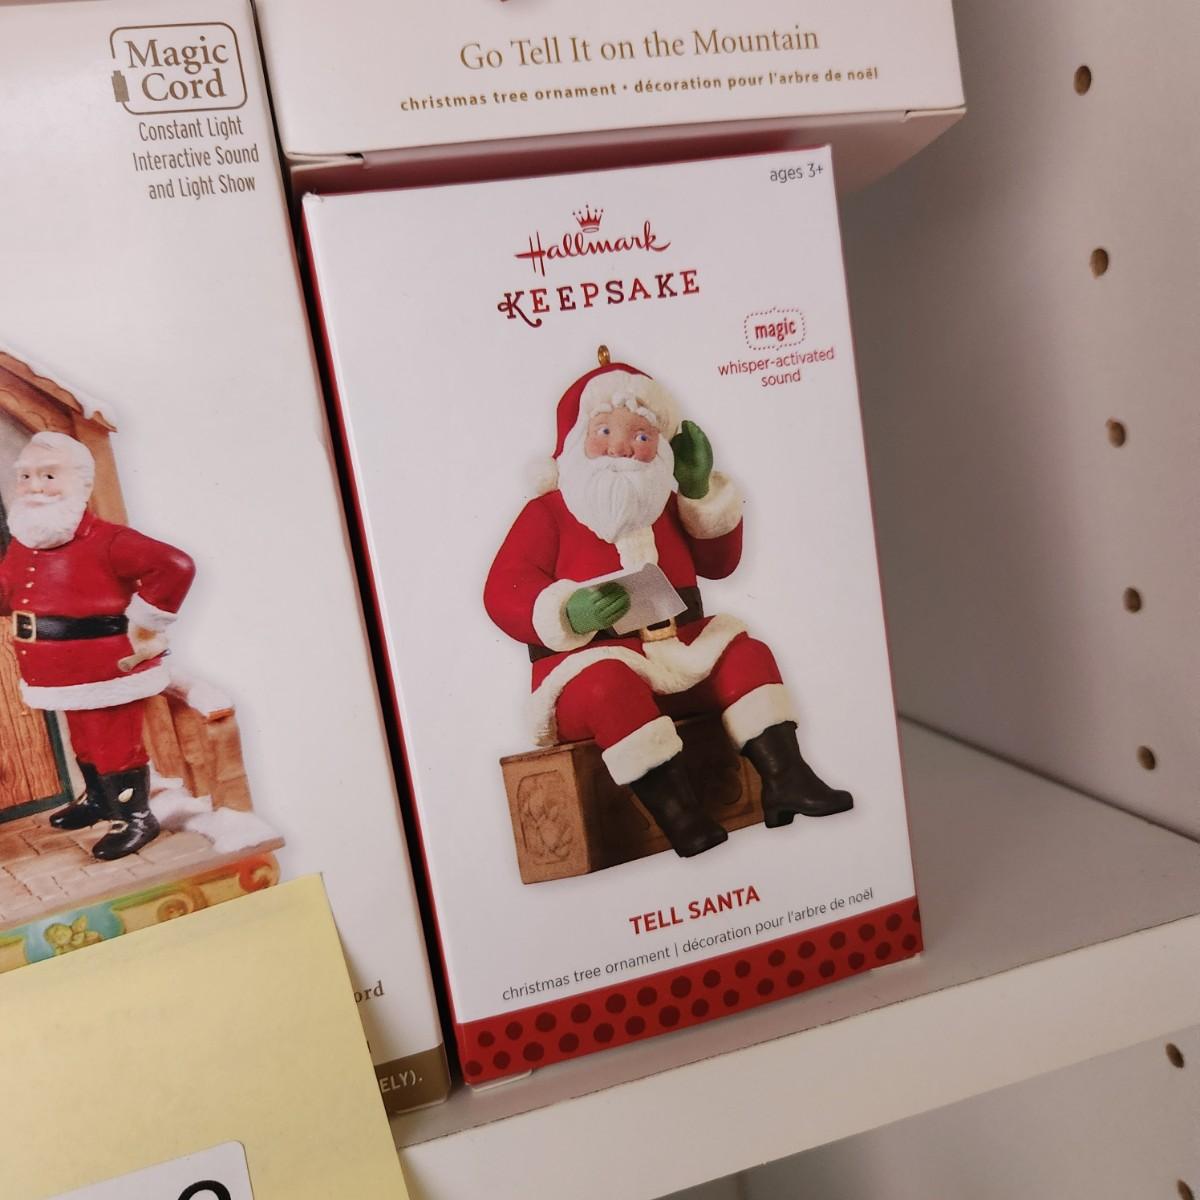 Magic
Cord
Constant Light
Interactive Sound
and Light Show
Go Tell It on the Mountain
christmas tree ornament • décoration pour l'arbre de noël
ages 3+
Hallmark
KEEPSAKE
magic
whisper-activated
sound
TELL SANTA
christmas tree ornament | décoration pour l'arbre de noël
ord
ELY).